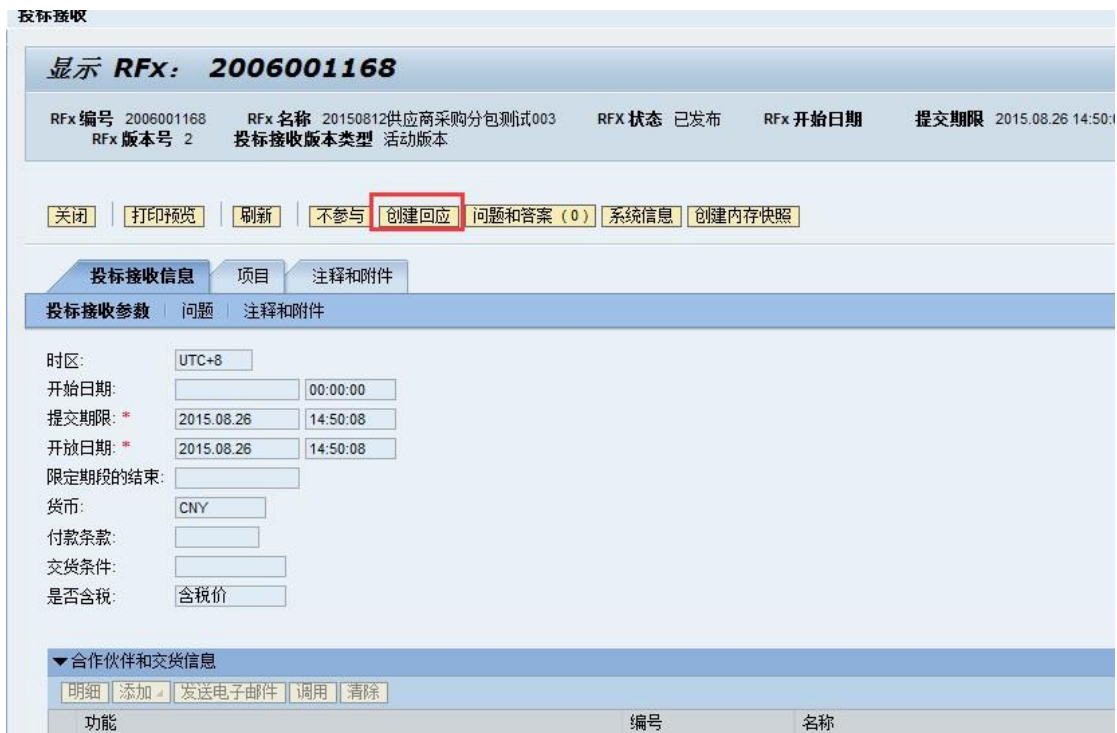 投标接收
显示 RFx： 2006001168
RFx 编号 2006001168 RFx 名称 20150812供应商采购分包测试003 RFX 状态 已发布 RFx 开始日期 提交期限 2015.08.26 14:50:
RFx 版本号 2 投标接收版本类型 活动版本
关闭 打印预览 刷新 不参与 创建回应 问题和答案 (0) 系统信息 创建内存快照
投标接收信息 项目 注释和附件
投标接收参数 问题 注释和附件
时区: UTC+8
开始日期: 00:00:00
提交期限: * 2015.08.26 14:50:08
开放日期: * 2015.08.26 14:50:08
限定期段的结束:
货币: CNY
付款条款:
交货条件:
是否含税: 含税价
▼合作伙伴和交货信息
明细 添加 发送电子邮件 调用 清除
功能 编号 名称